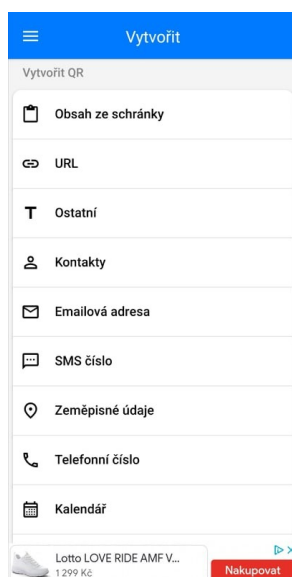 Vytvořit
Vytvořit QR
Obsah ze schránky
URL
Ostatní
Kontakty
Emailová adresa
SMS číslo
Zeměpisné údaje
Telefonní číslo
Kalendář
Lotto LOVE RIDE AMF V...
1 299 Kč
Nakupovat